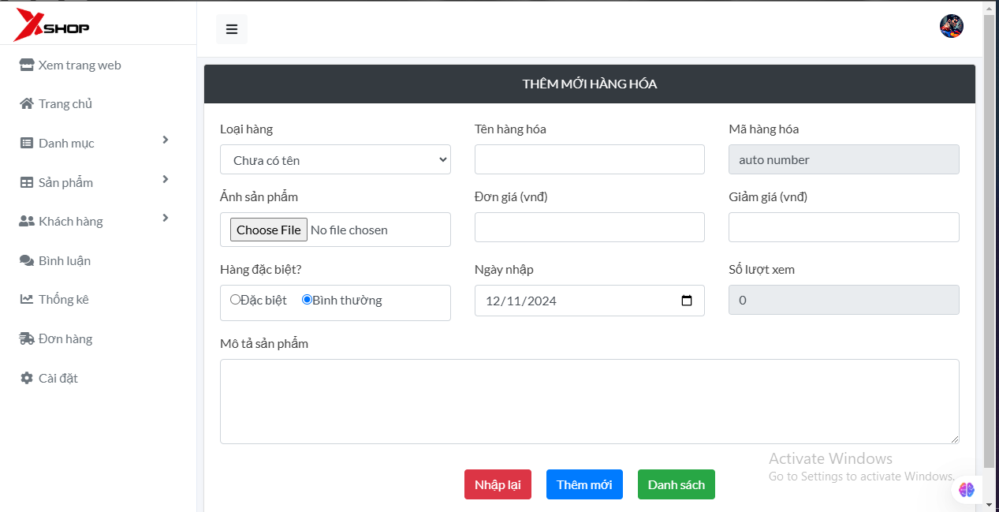 XSHOP
Xem trang web
Trang chủ
Danh mục
Sản phẩm
Khách hàng
Bình luận
Thống kê
Đơn hàng
Cài đặt
THÊM MỚI HÀNG HÓA
Loại hàng
Tên hàng hóa
Mã hàng hóa
Chưa có tên
auto number
Ảnh sản phẩm
Đơn giá (vnđ)
Giảm giá (vnđ)
Choose File No file chosen
Hàng đặc biệt?
Ngày nhập
Số lượt xem
Đặc biệt Bình thường
12/11/2024
0
Mô tả sản phẩm
Nhập lại
Thêm mới
Danh sách
Activate Windows
Go to Settings to activate Windows.